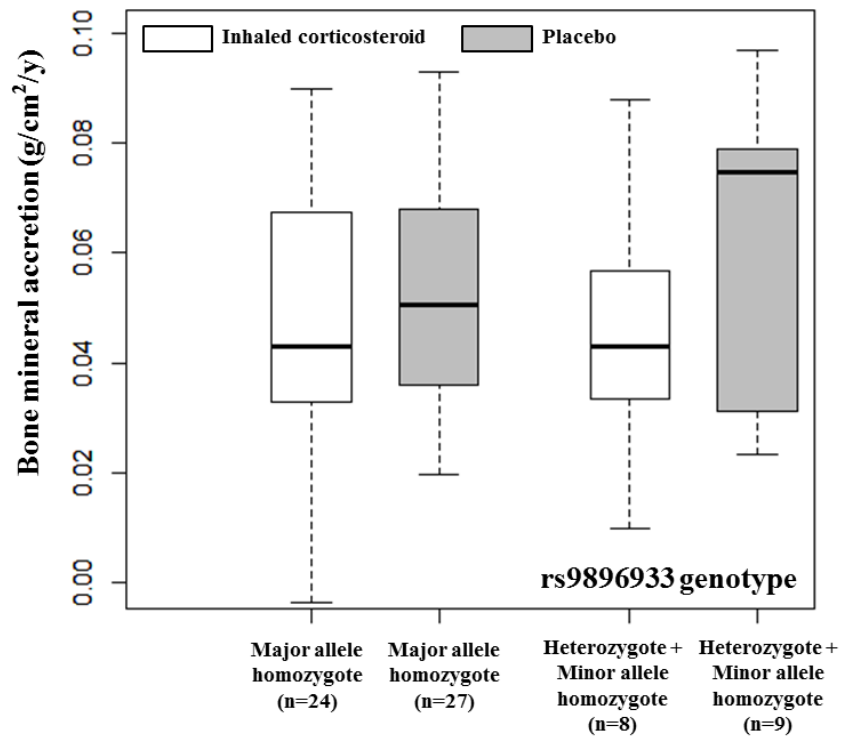 Inhaled corticosteroid
Placebo
Bone mineral accretion (g/cm²/y)
0.10
0.08
0.06
0.04
0.02
0.00
rs9896933 genotype
Major allele
homozygote
(n=24)
Major allele
homozygote
(n=27)
Heterozygote +
Minor allele
homozygote
(n=8)
Heterozygote +
Minor allele
homozygote
(n=9)